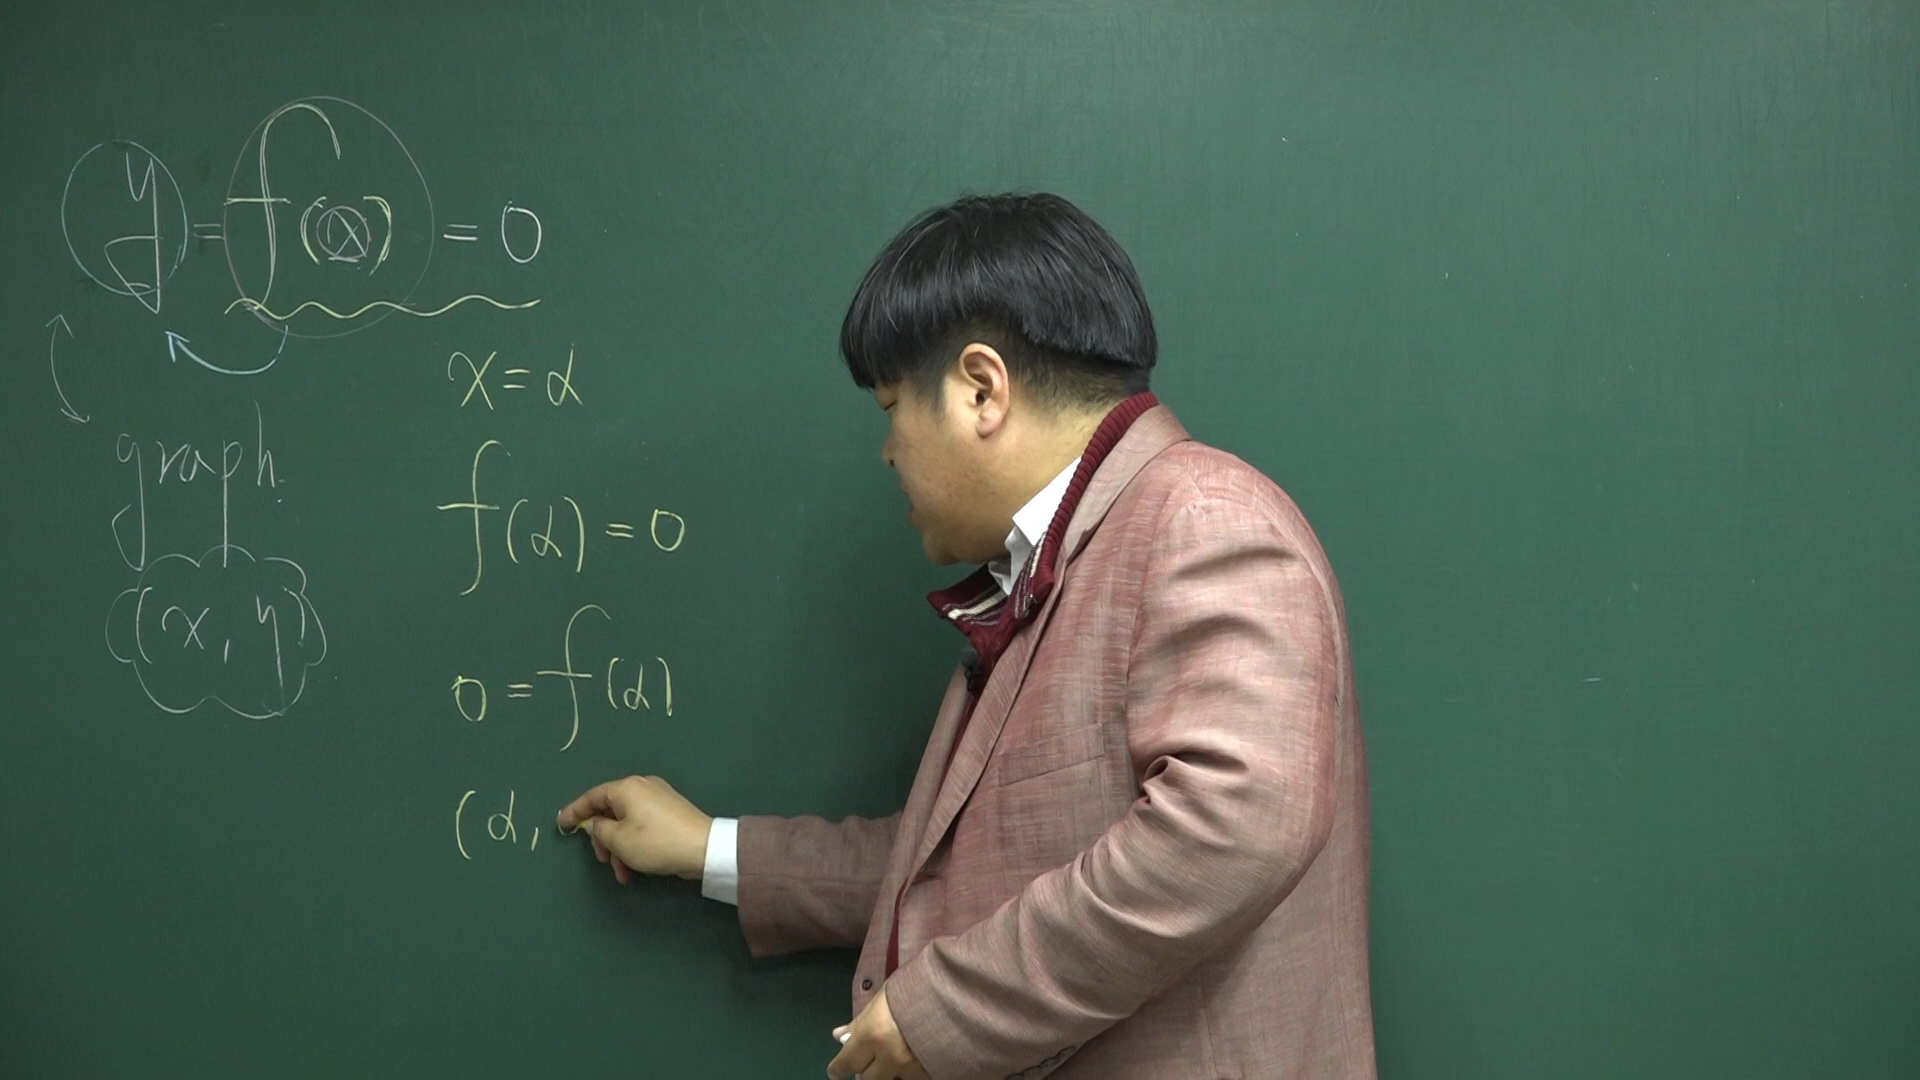 y = f(x) = 0
graph
(x, y)
x = α
f(α) = 0
0 = f(α)
(α,